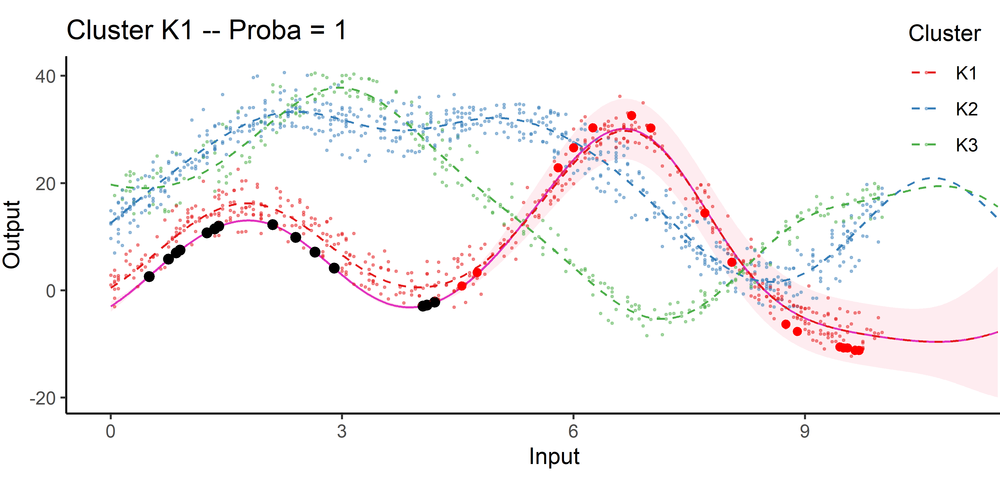 Cluster K1 -- Proba = 1
Cluster
K1
K2
K3
Output
40
20
0
-20
0 3 6 9
Input